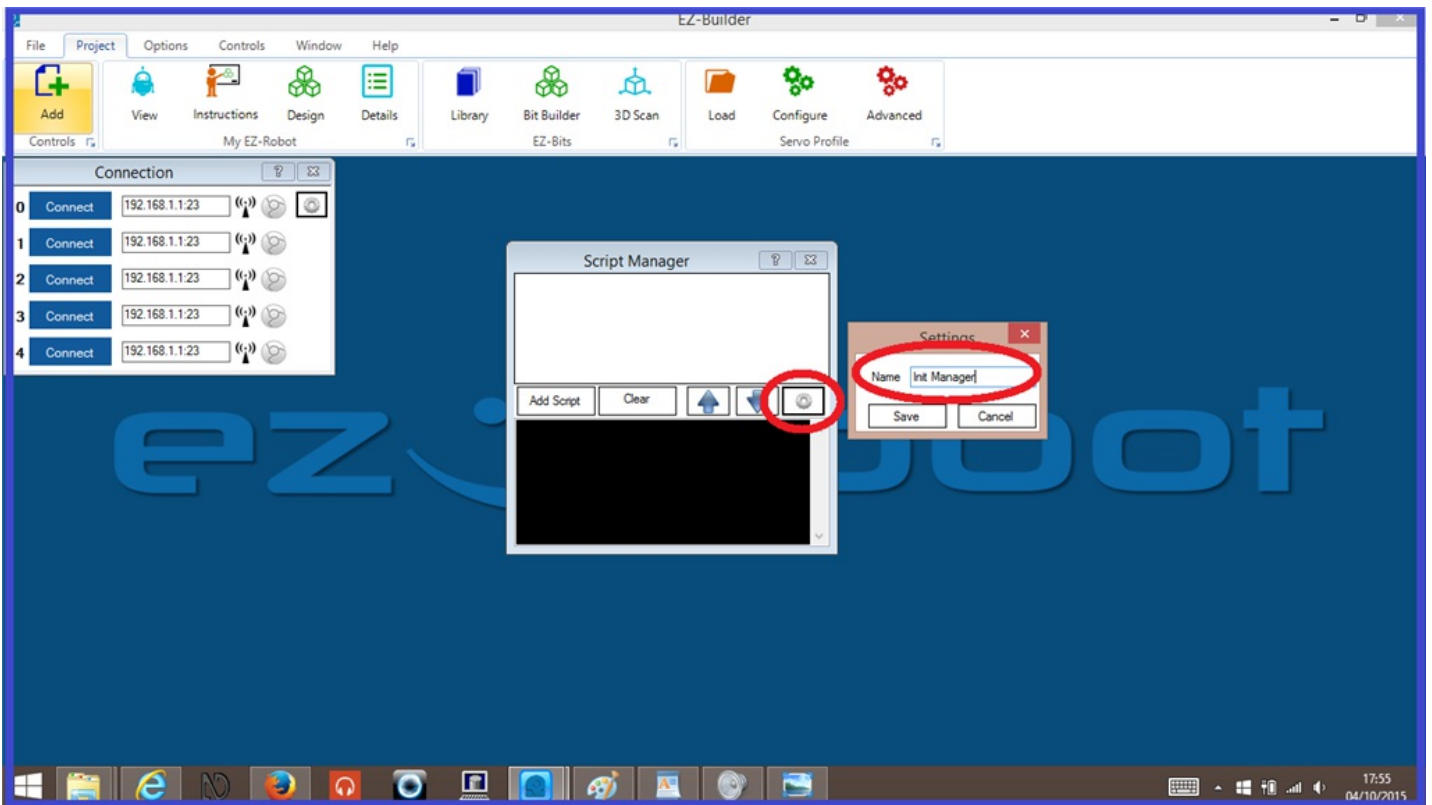 EZ-Builder
File Project Options Controls Window Help
Add View Instructions Design Details Library Bit Builder 3D Scan Load Configure Advanced
Controls My EZ-Robot EZ-Bits Servo Profile
Connection ?
0 Connect 192.168.1.1:23
1 Connect 192.168.1.1:23
2 Connect 192.168.1.1:23
3 Connect 192.168.1.1:23
4 Connect 192.168.1.1:23
Script Manager ?
Add Script Clear
Settings
Name Init Manager
Save Cancel
17:55
04/10/2015